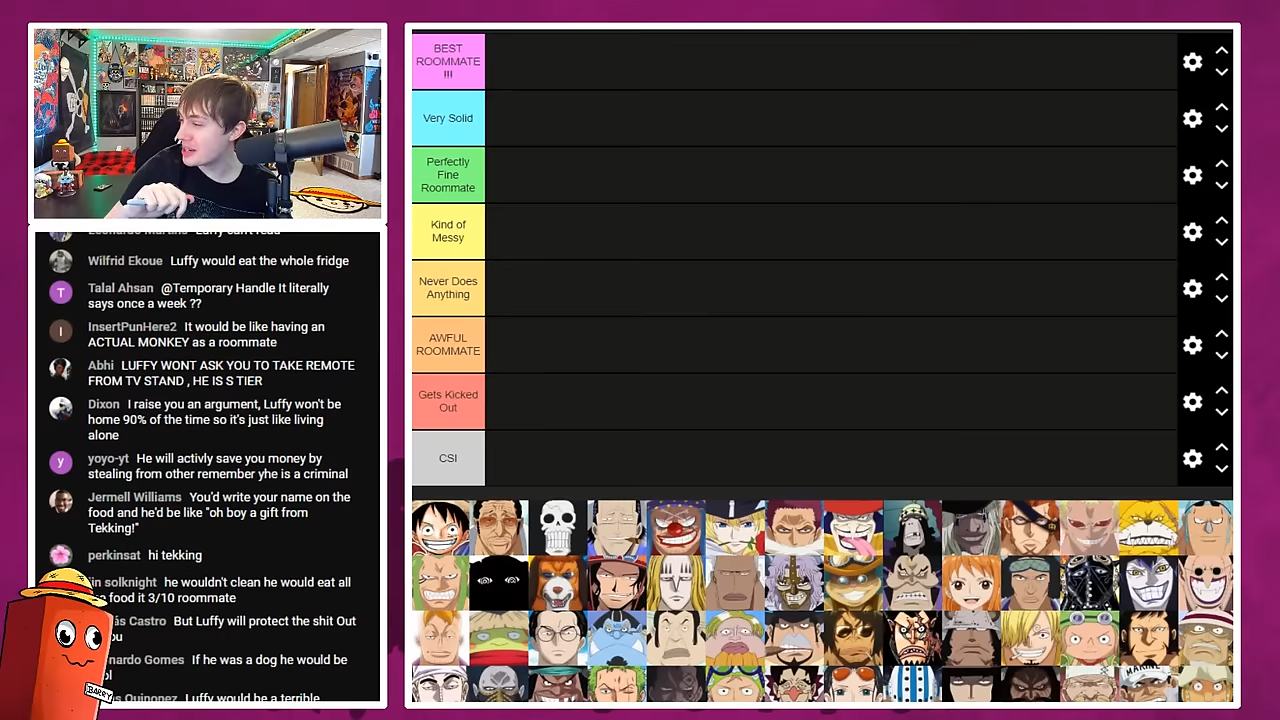 BEST
ROOMMATE
!!!
Very Solid
Perfectly
Fine
Roommate
Kind of
Messy
Never Does
Anything
AWFUL
ROOMMATE
Gets Kicked
Out
CSI
Luffy can't read
Wilfrid Ekoue Luffy would eat the whole fridge
Talal Ahsan @Temporary Handle It literally
says once a week ??
InsertPunHere2 It would be like having an
ACTUAL MONKEY as a roommate
Abhi LUFFY WONT ASK YOU TO TAKE REMOTE
FROM TV STAND , HE IS S TIER
Dixon I raise you an argument, Luffy won't be
home 90% of the time so it's just like living
alone
yoyo-yt He will activly save you money by
stealing from other remember yhe is a criminal
Jermell Williams You'd write your name on the
food and he'd be like "oh boy a gift from
Tekking!"
perkinsat hi tekking
solknight he wouldn't clean he would eat all
food it 3/10 roommate
Castro But Luffy will protect the shit Out
Gomes If he was a dog he would be
Quinonez Luffy would be a terrible
BARRY